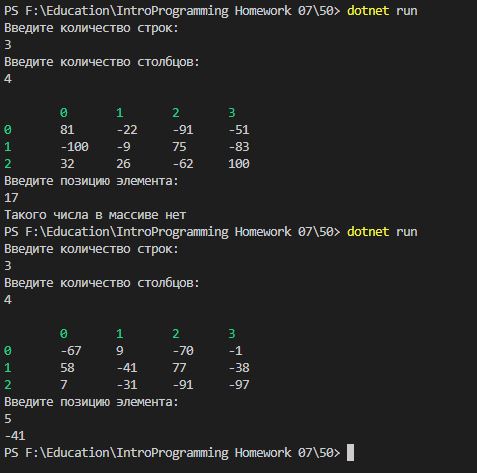 PS F:\Education\IntroProgramming Homework 07\50> dotnet run
Введите количество строк:
3
Введите количество столбцов:
4
0 1 2 3
0 81 -22 -91 -51
1 -100 -9 75 -83
2 32 26 -62 100
Введите позицию элемента:
17
Такого числа в массиве нет
PS F:\Education\IntroProgramming Homework 07\50> dotnet run
Введите количество строк:
3
Введите количество столбцов:
4
0 1 2 3
0 -67 9 -70 -1
1 58 -41 77 -38
2 7 -31 -91 -97
Введите позицию элемента:
5
-41
PS F:\Education\IntroProgramming Homework 07\50>